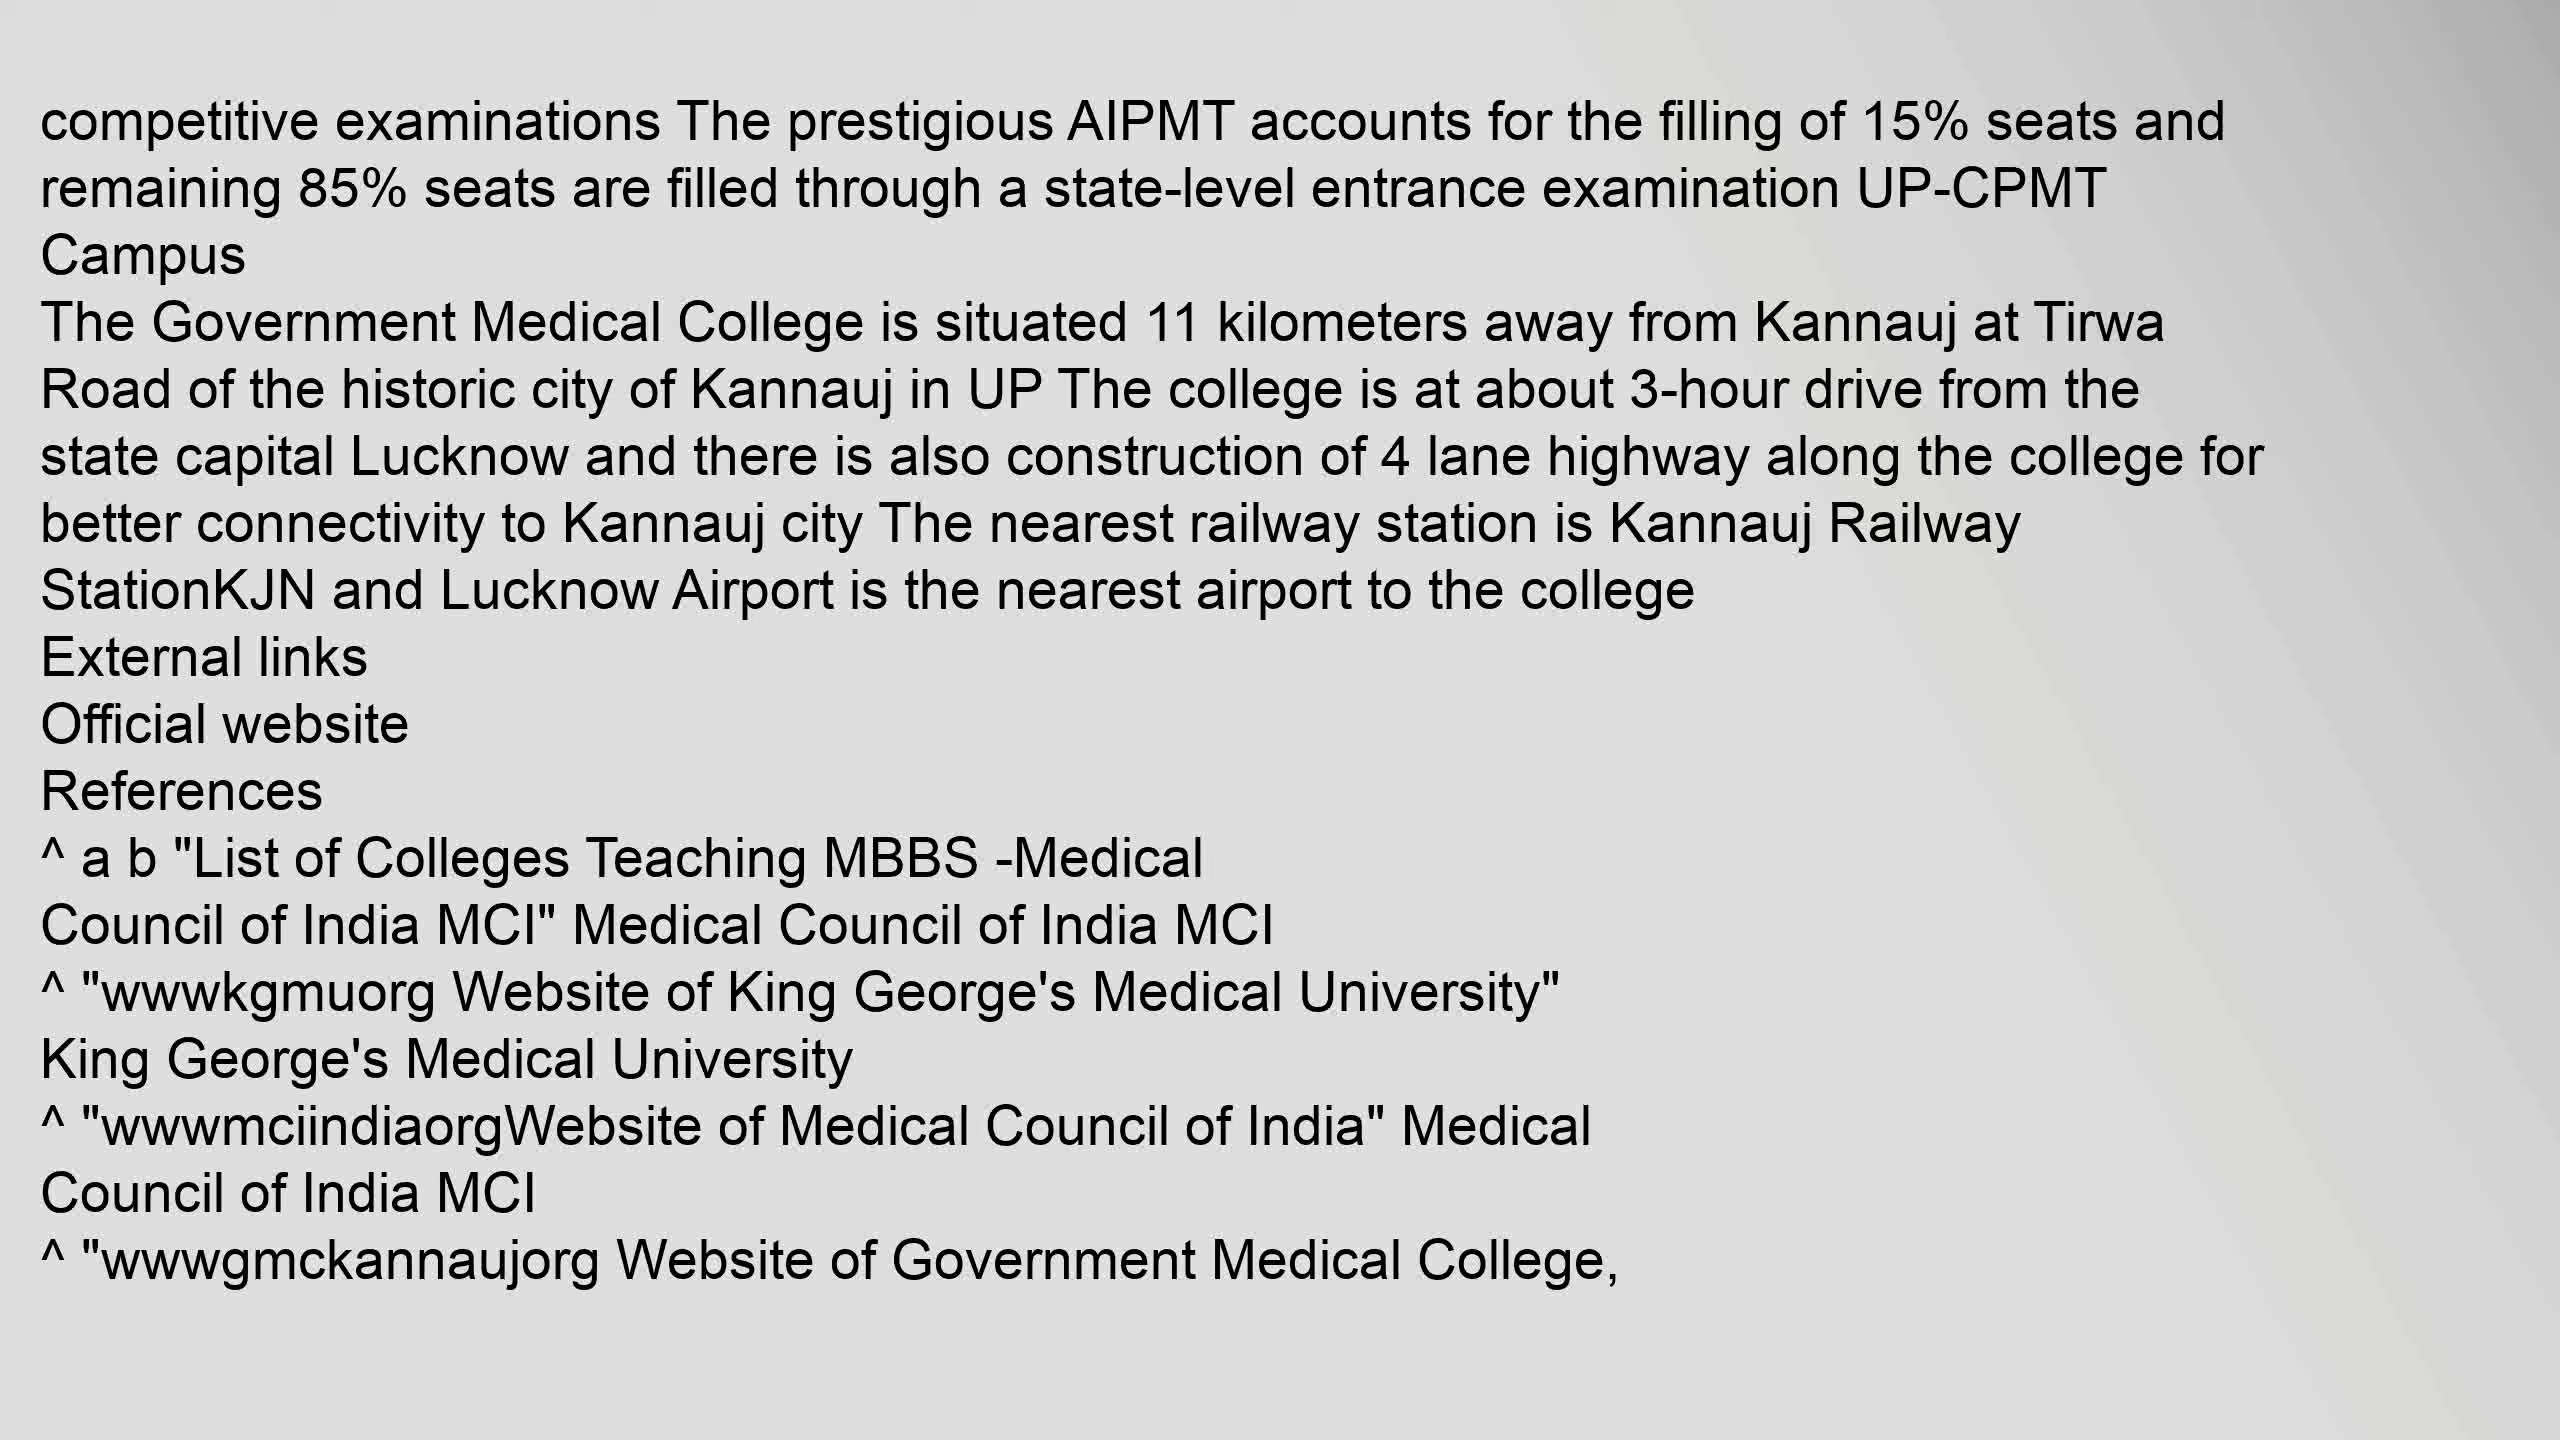 competitive examinations The prestigious AIPMT accounts for the filling of 15% seats and
remaining 85% seats are filled through a state-level entrance examination UP-CPMT
Campus
The Government Medical College is situated 11 kilometers away from Kannauj at Tirwa
Road of the historic city of Kannauj in UP The college is at about 3-hour drive from the
state capital Lucknow and there is also construction of 4 lane highway along the college for
better connectivity to Kannauj city The nearest railway station is Kannauj Railway
StationKJN and Lucknow Airport is the nearest airport to the college
External links
Official website
References
^ a b "List of Colleges Teaching MBBS -Medical
Council of India MCI" Medical Council of India MCI
^ "wwwkgmuorg Website of King George's Medical University"
King George's Medical University
^ "wwwmciindiaorgWebsite of Medical Council of India" Medical
Council of India MCI
^ "wwwgmckannaujorg Website of Government Medical College,